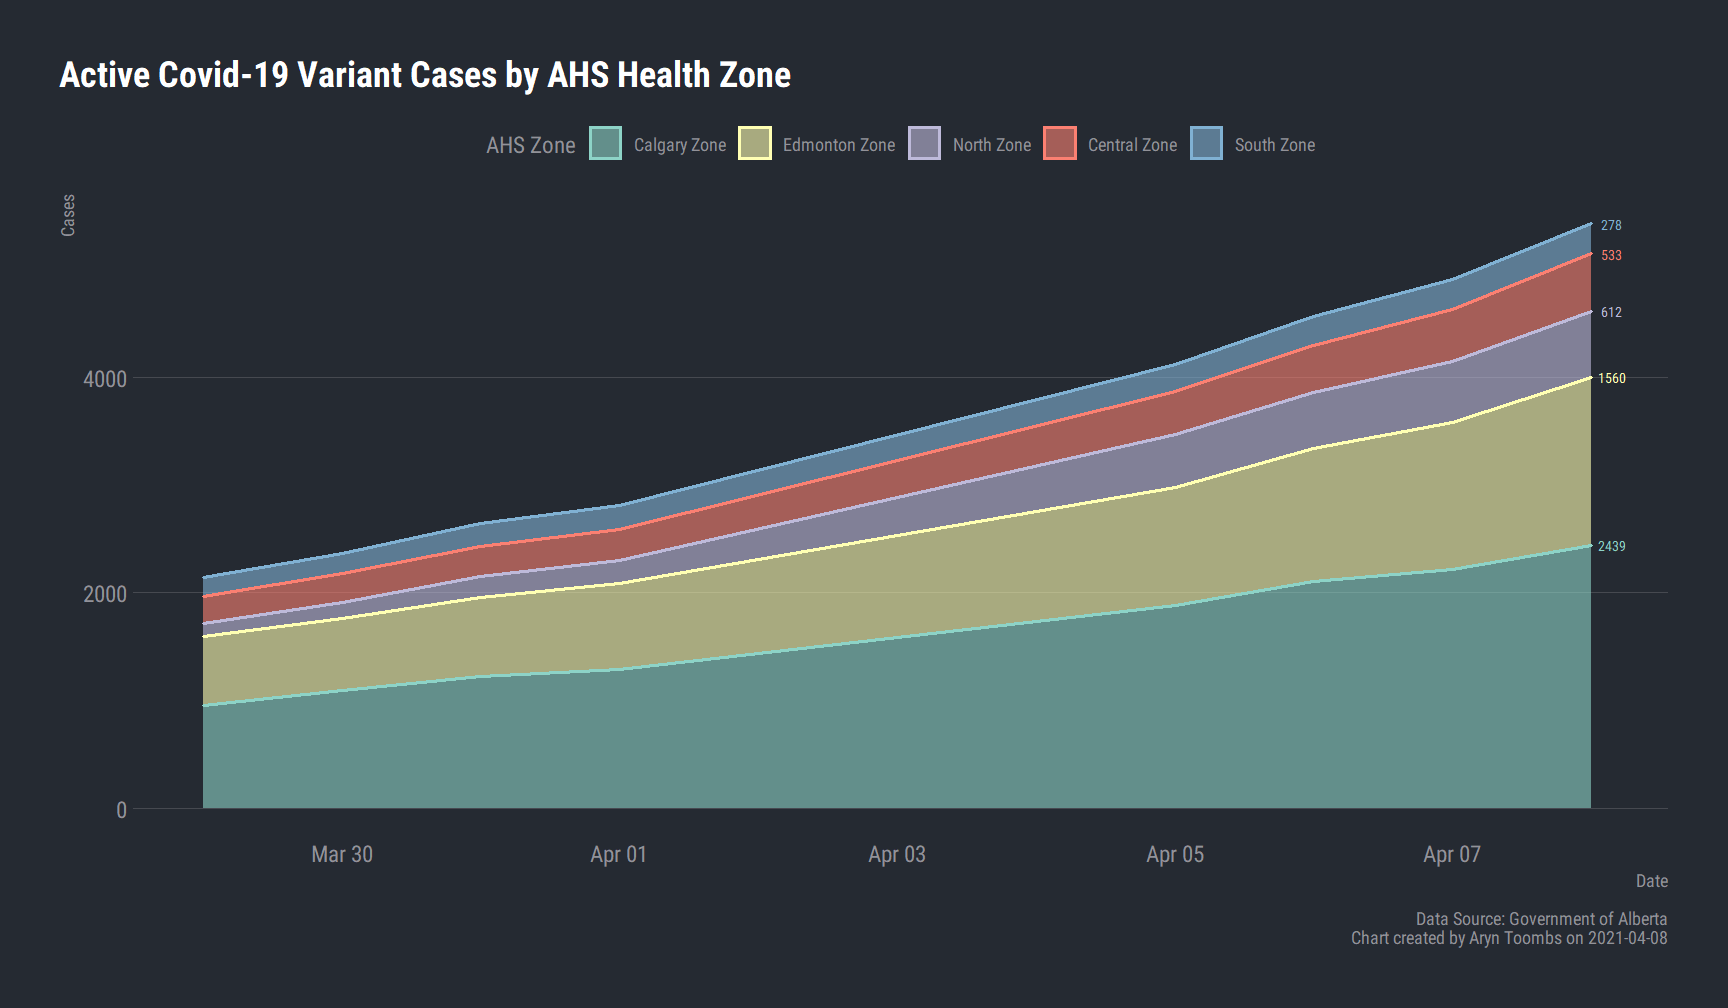 Active Covid-19 Variant Cases by AHS Health Zone
AHS Zone Calgary Zone Edmonton Zone North Zone Central Zone South Zone
Cases
278
533
612
4000
1560
2439
2000
0
Mar 30 Apr 01 Apr 03 Apr 05 Apr 07
Date
Data Source: Government of Alberta
Chart created by Aryn Toombs on 2021-04-08